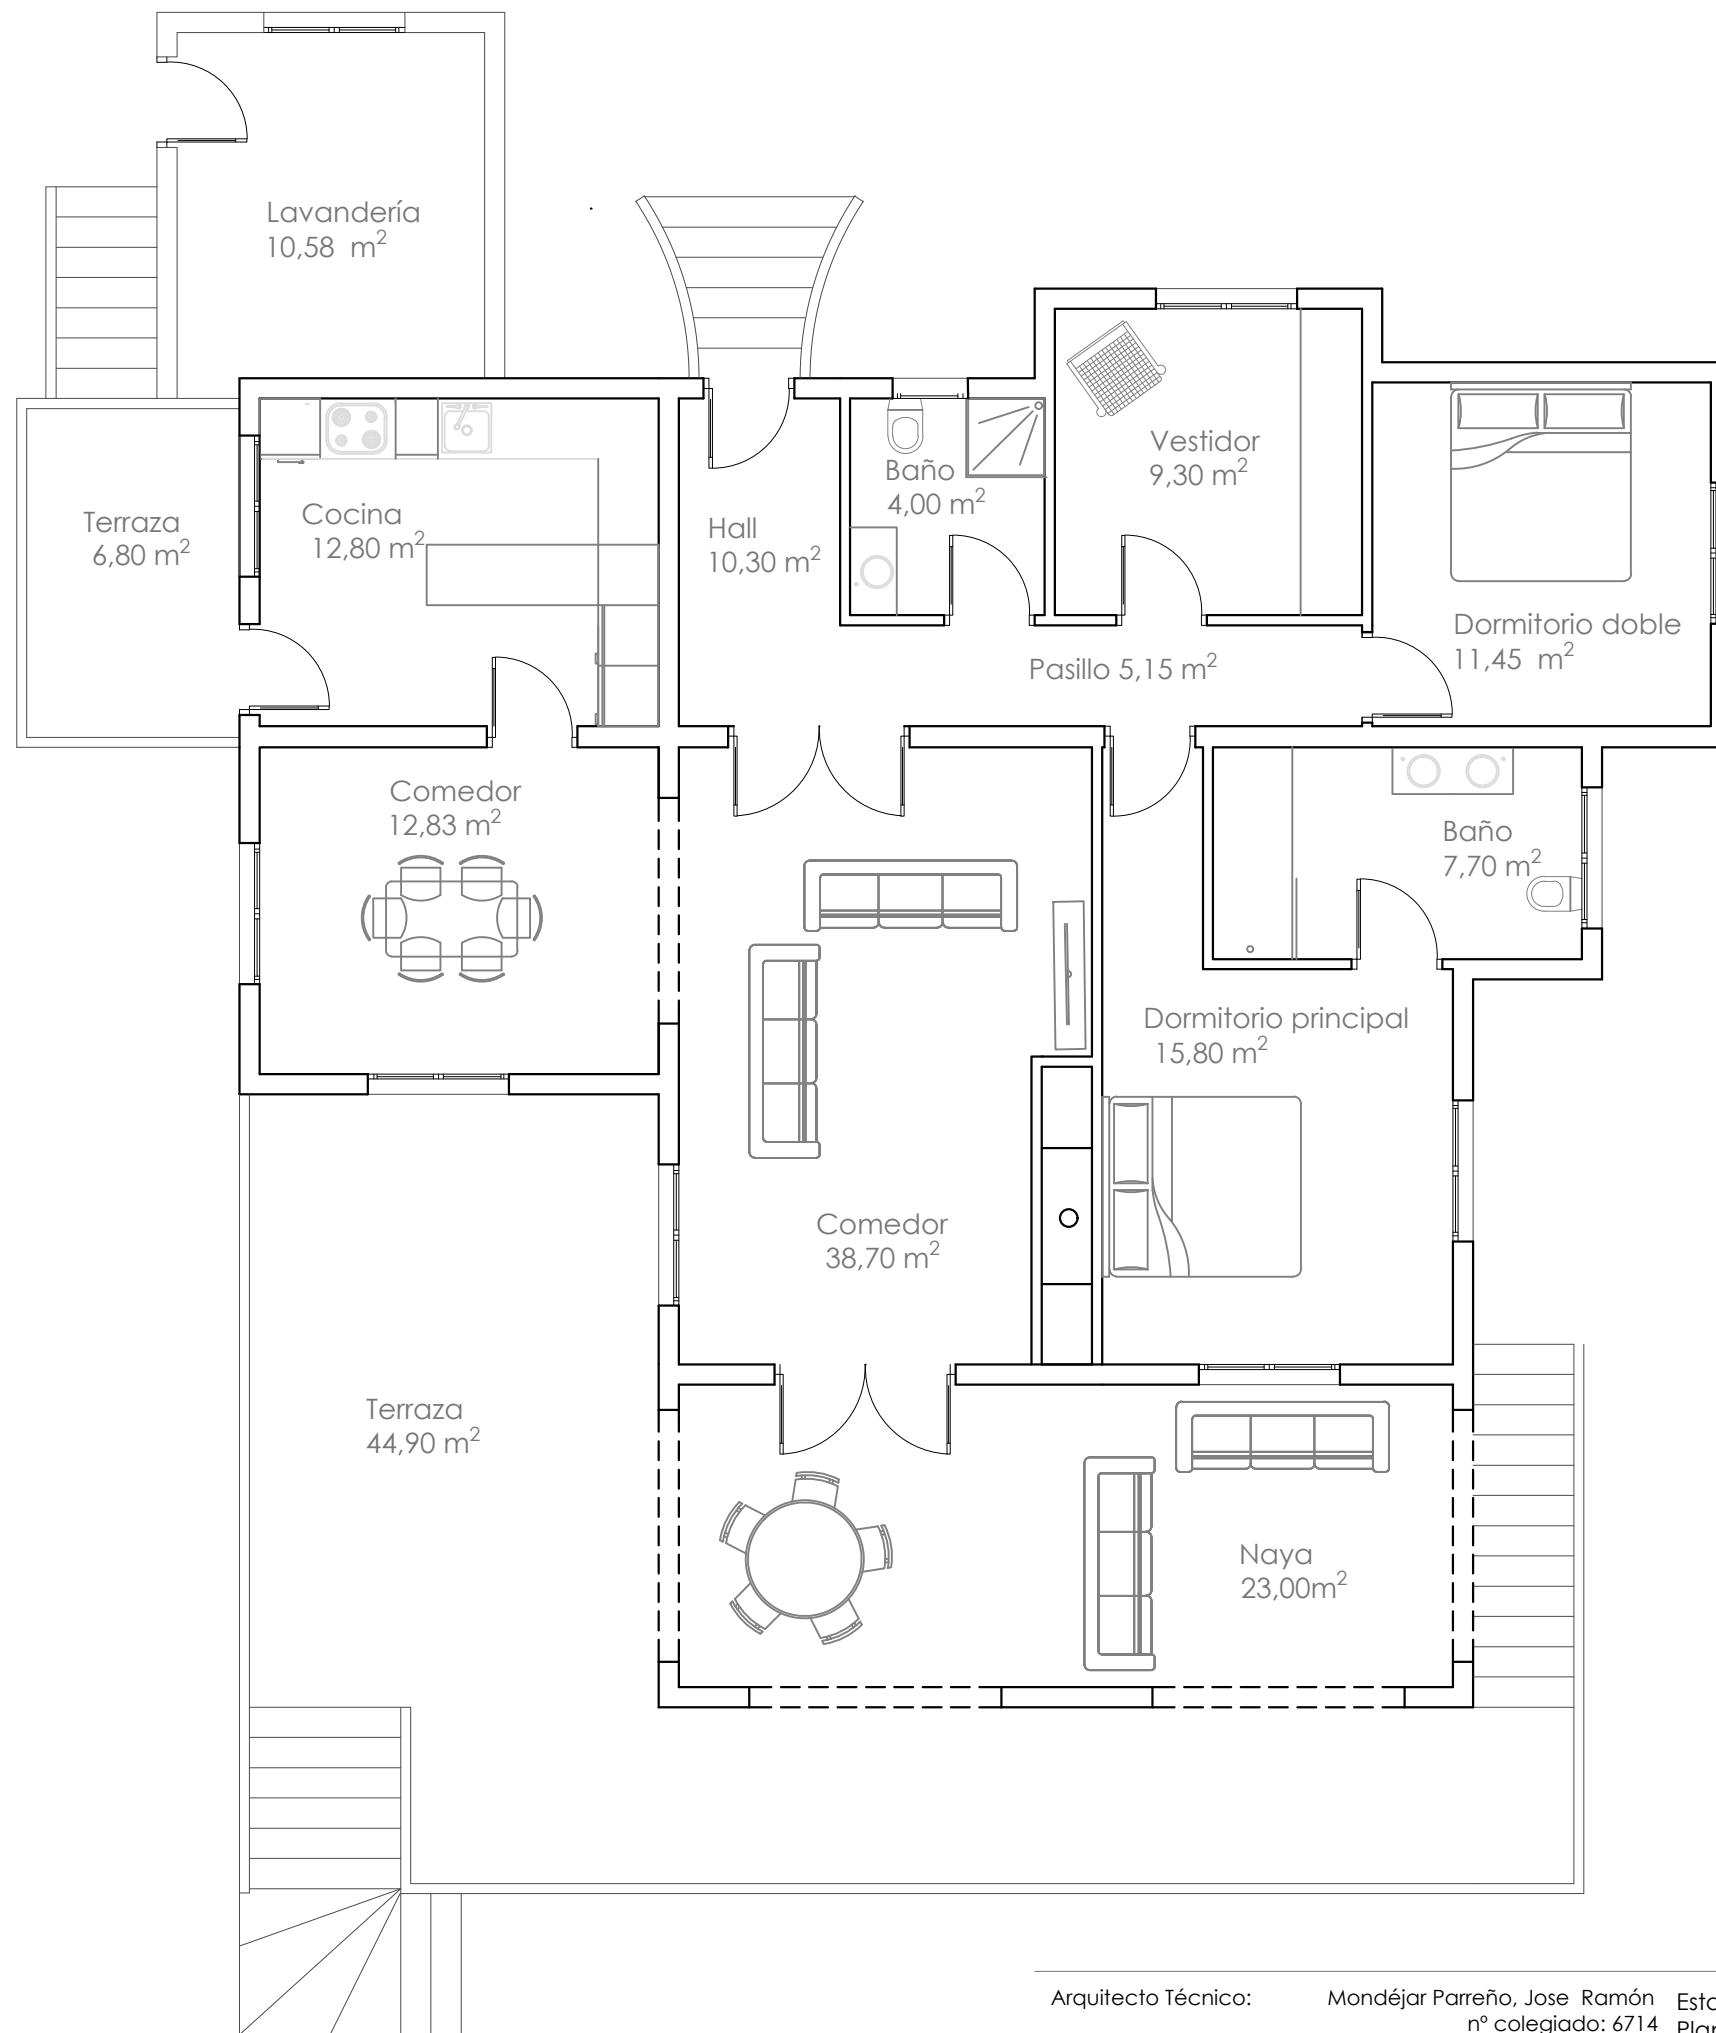 Lavandería
10,58 m²
Vestidor
9,30 m²
Baño
4,00 m²
Terraza
6,80 m²
Cocina
12,80 m²
Hall
10,30 m²
Dormitorio doble
11,45 m²
Pasillo 5,15 m²
Comedor
12,83 m²
Baño
7,70 m²
Dormitorio principal
15,80 m²
Comedor
38,70 m²
Terraza
44,90 m²
Naya
23,00m²
Arquitecto Técnico: Mondéjar Parreño, Jose Ramón
nº colegiado: 6714